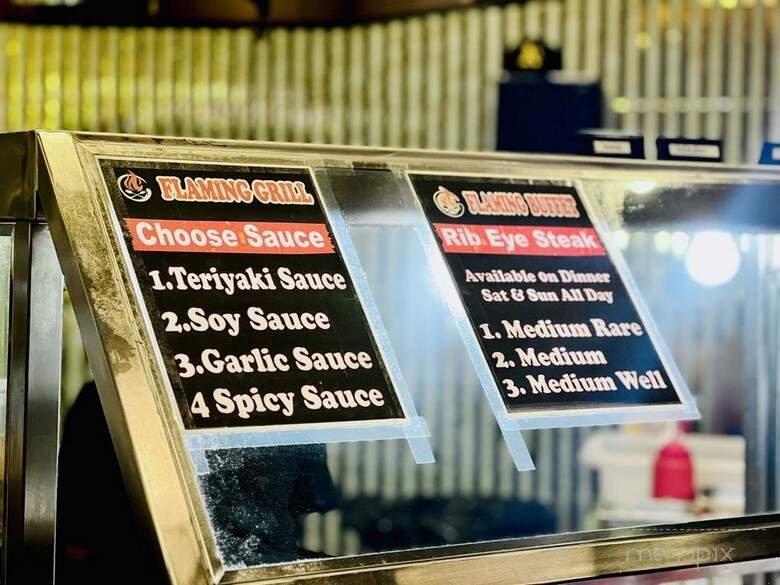 FLAMING GRILL
Choose Sauce
1.Teriyaki Sauce
2.Soy Sauce
3.Garlic Sauce
4 Spicy Sauce
FLAMING BUFFET
Rib Eye Steak
Available on Dinner
Sat & Sun All Day
1. Medium Rare
2. Medium
3. Medium Well
menupix